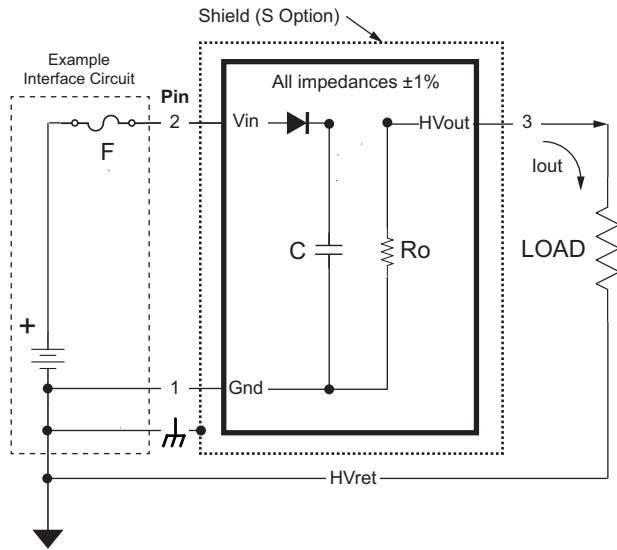 Shield (S Option)
Example
Interface Circuit
Pin
All impedances ±1%
2
Vin
HVout
3
F
Iout
C
Ro
LOAD
+
1
Gnd
HVret